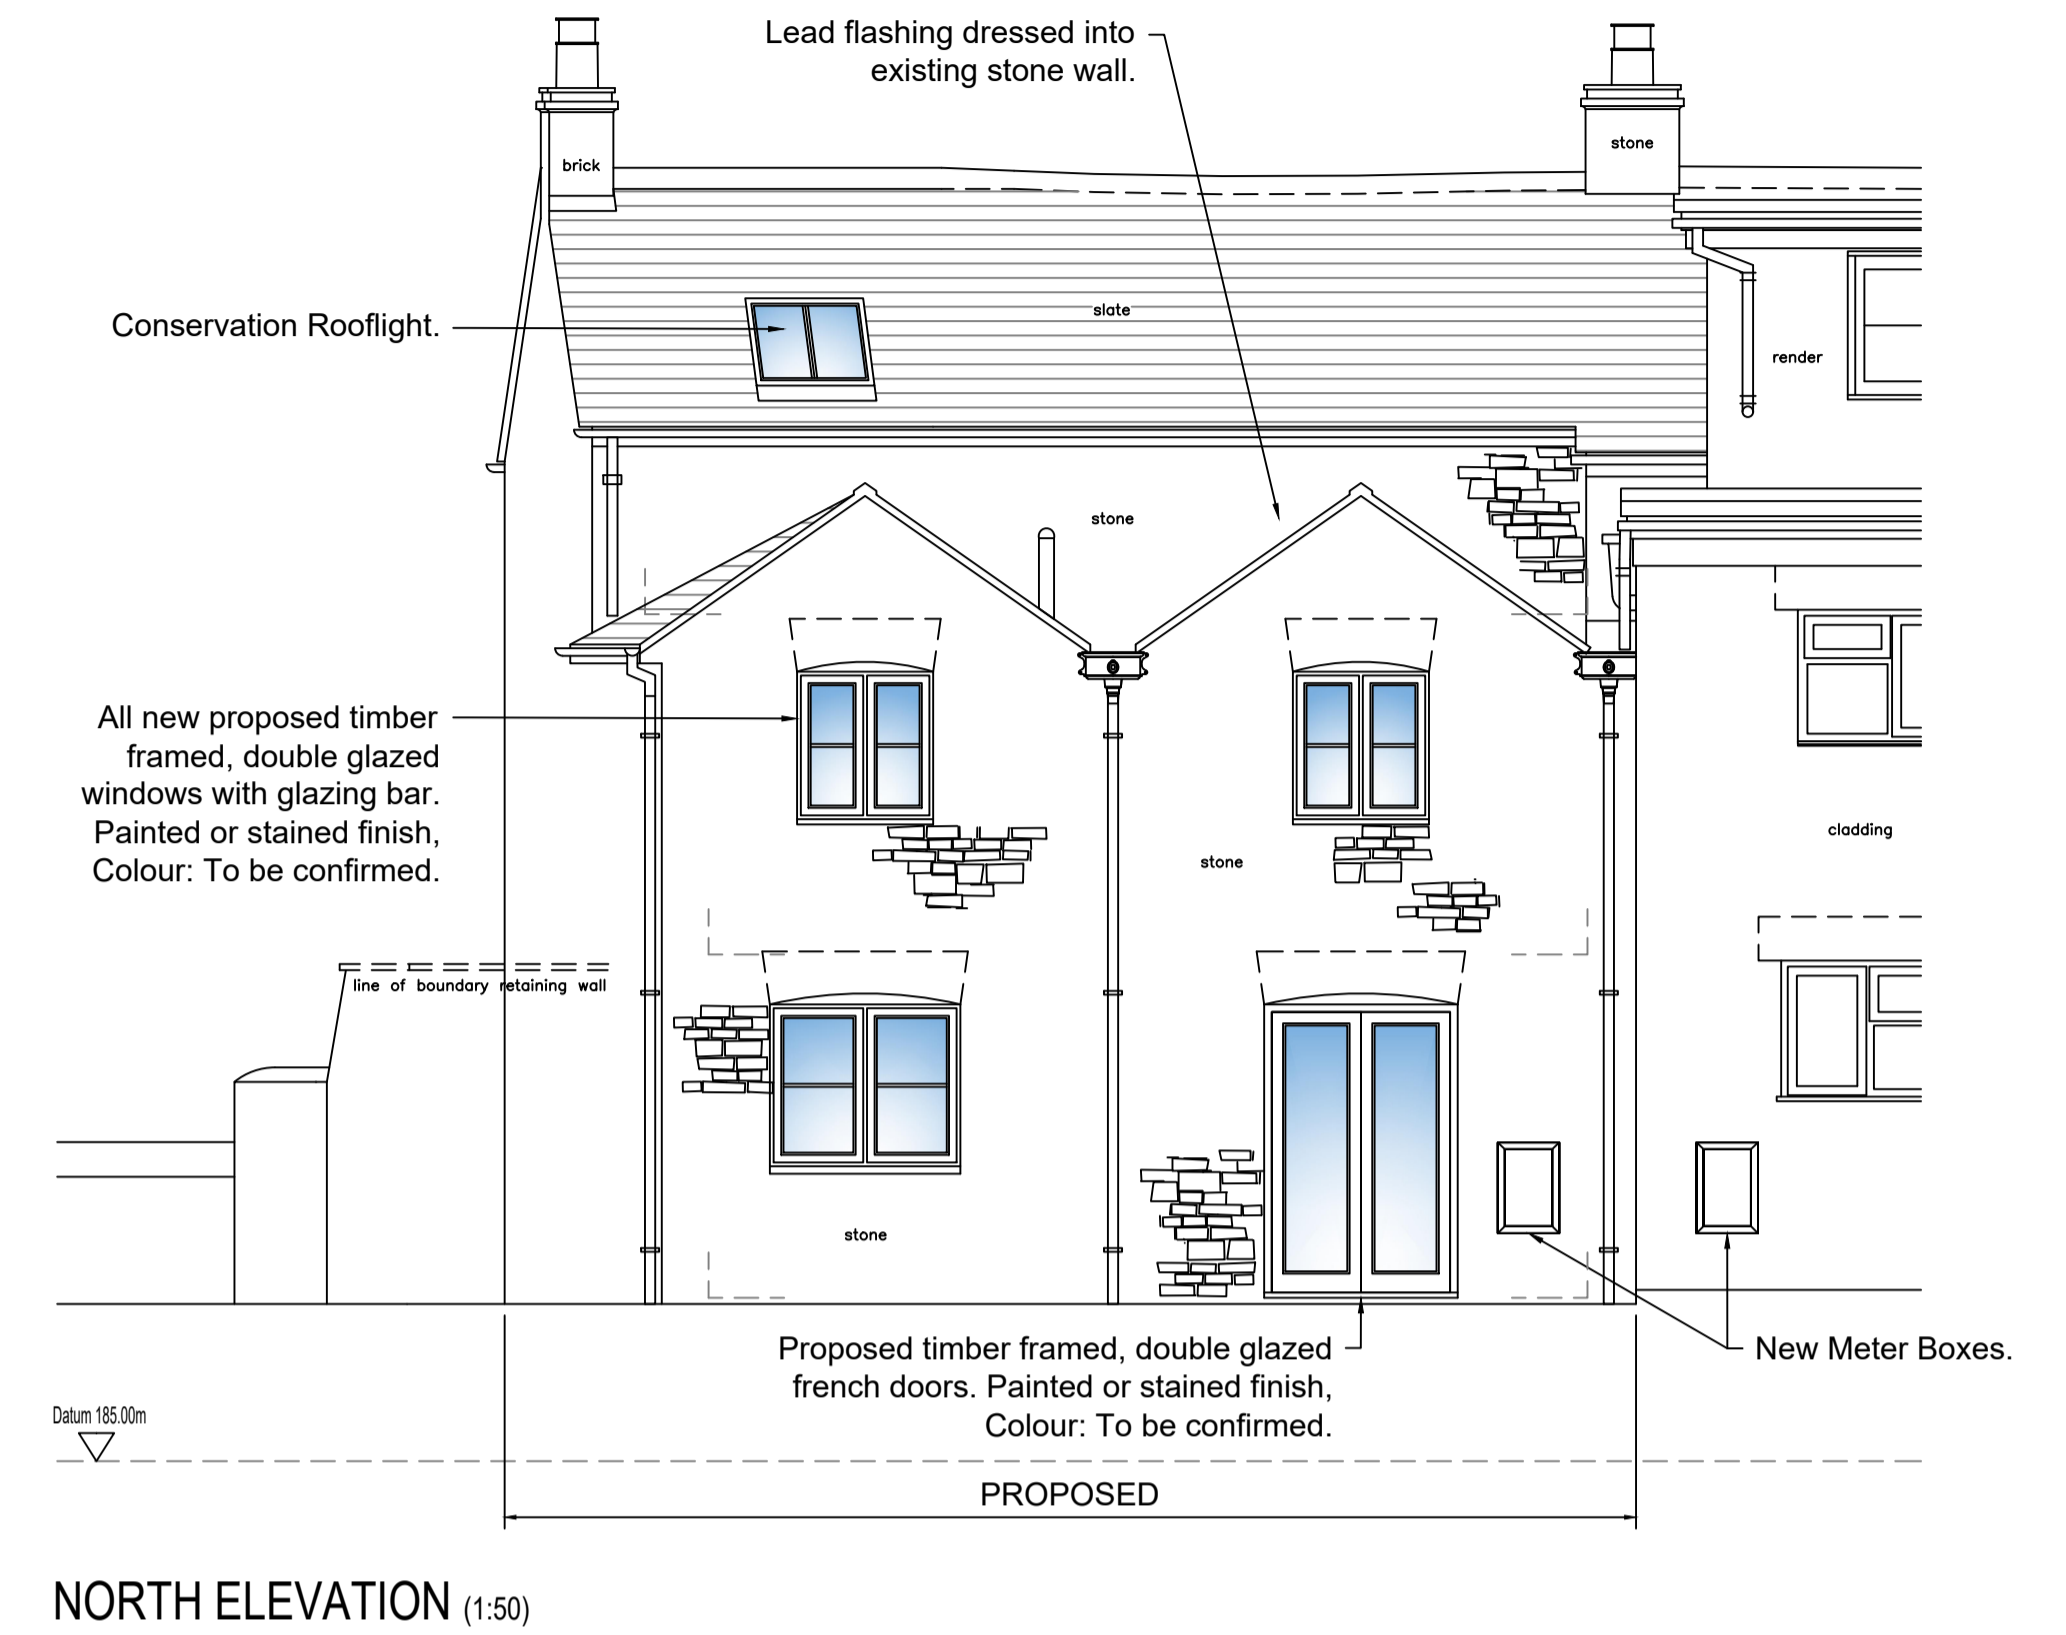 Lead flashing dressed into
existing stone wall.
brick
stone
Conservation Rooflight.
slate
render
stone
All new proposed timber
framed, double glazed
windows with glazing bar.
Painted or stained finish,
Colour: To be confirmed.
stone
cladding
line of boundary retaining wall
stone
Proposed timber framed, double glazed
french doors. Painted or stained finish,
Colour: To be confirmed.
New Meter Boxes.
Datum 185.00m
PROPOSED
NORTH ELEVATION (1:50)